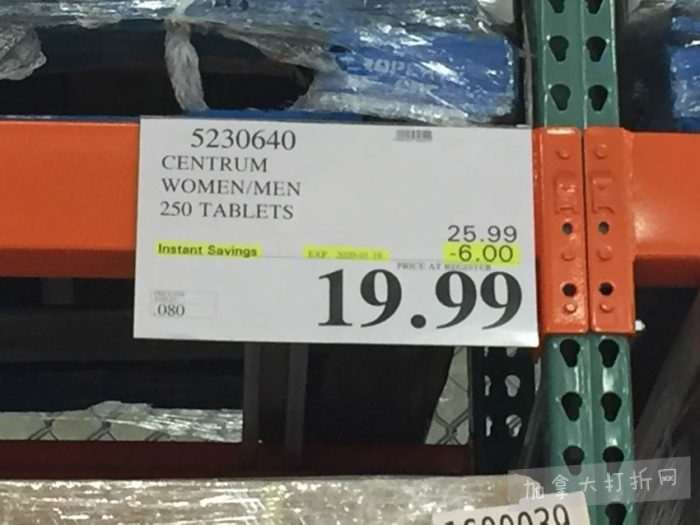 5230640
CENTRUM
WOMEN/MEN
250 TABLETS
25.99
Instant Savings
-6.00
PRICE AT REGISTER
19.99
.080
加拿大打折网